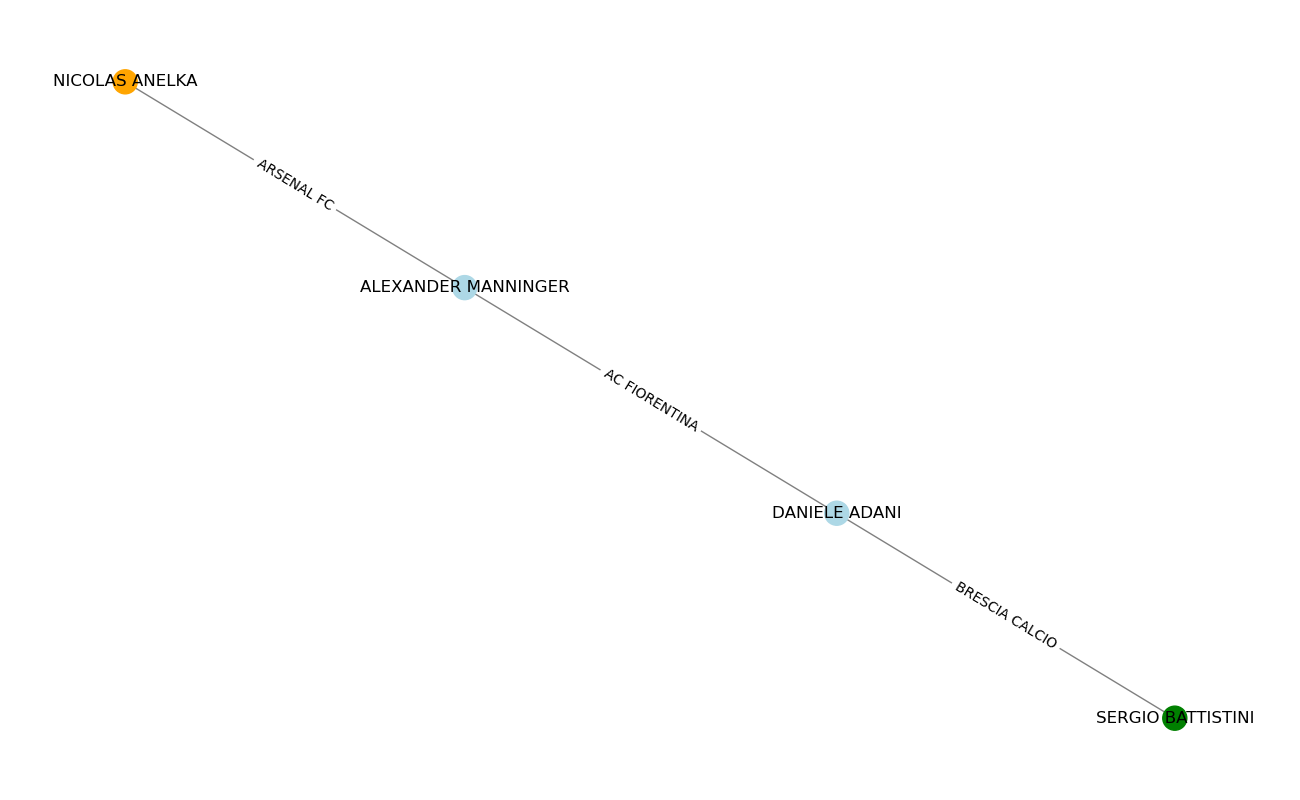 NICOLAS ANELKA
ARSENAL FC
ALEXANDER MANNINGER
AC FIORENTINA
DANIELE ADANI
BRESCIA CALCIO
SERGIO BATTISTINI